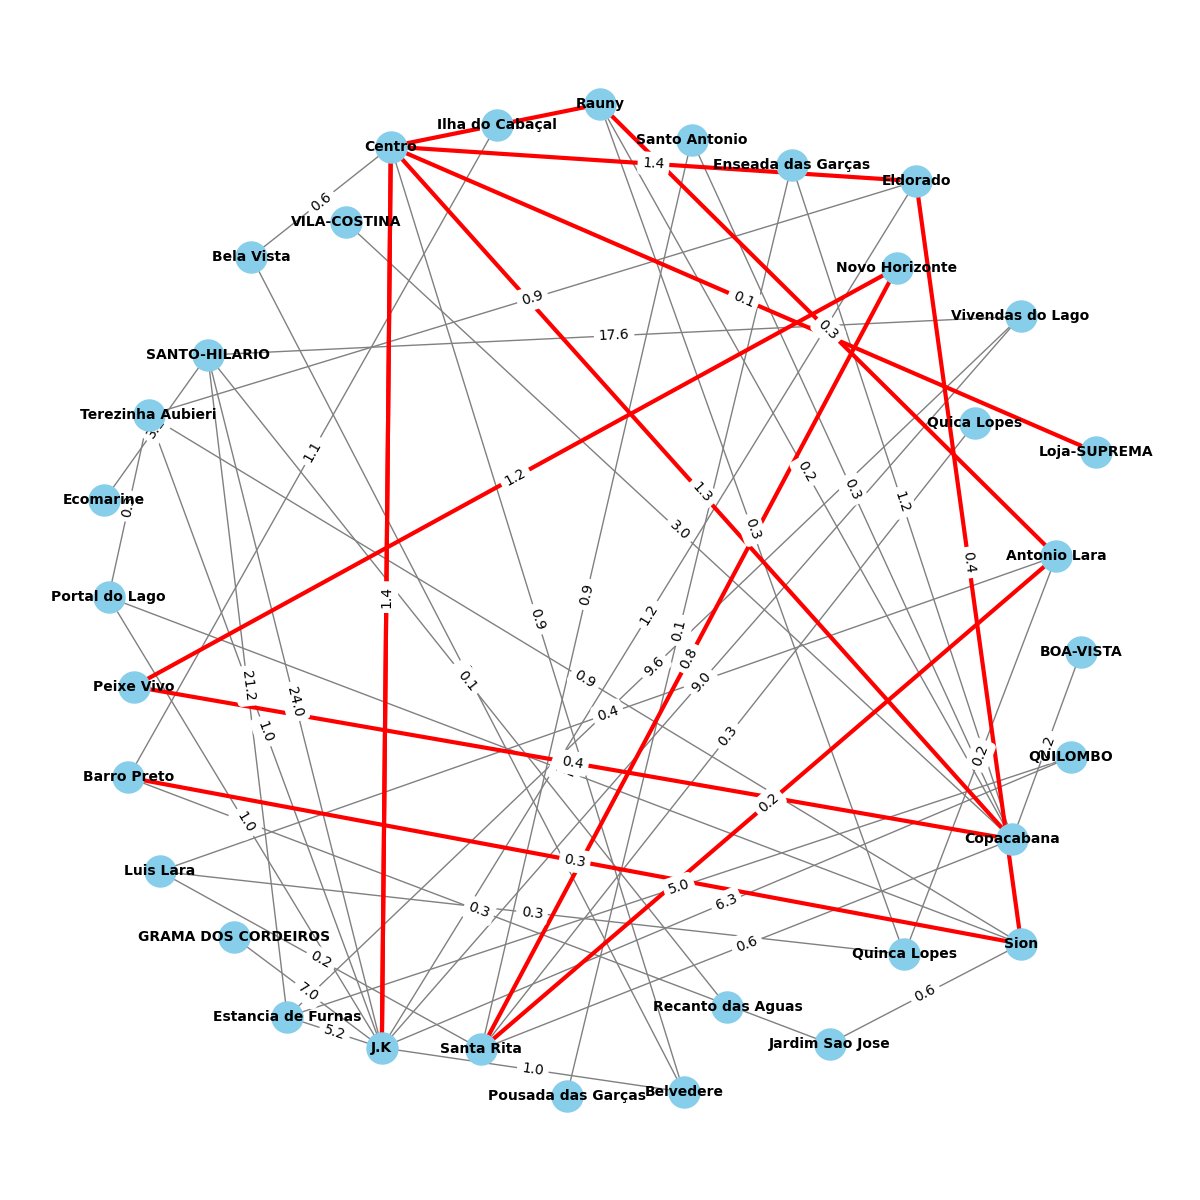 Rauny
Ilha do Cabaçal
Santo Antonio
Centro
1.4
Enseada das Garças
Eldorado
0.6
VILA-COSTINA
Bela Vista
Novo Horizonte
0.9
0.1
Vivendas do Lago
17.6
0.3
SANTO-HILARIO
Terezinha Aubieri
Quica Lopes
1.1
Loja-SUPREMA
0.2
1.2
0.3
1.3
Ecomarine
1.2
3.0
0.3
Antonio Lara
0.4
Portal do Lago
1.4
0.9
0.9
1.2
0.1
BOA-VISTA
0.8
9.6
0.1
0.9
9.0
Peixe Vivo
21.2
24.0
0.4
1.0
0.3
0.2
QUILOMBO
0.4
Barro Preto
0.2
1.0
Copacabana
0.3
Luis Lara
5.0
6.3
0.3
0.3
GRAMA DOS CORDEIROS
0.6
Sion
Quinca Lopes
0.2
7.0
0.6
Recanto das Aguas
Estancia de Furnas
5.2
Jardim Sao Jose
J.K
Santa Rita
1.0
Belvedere
Pousada das Garças